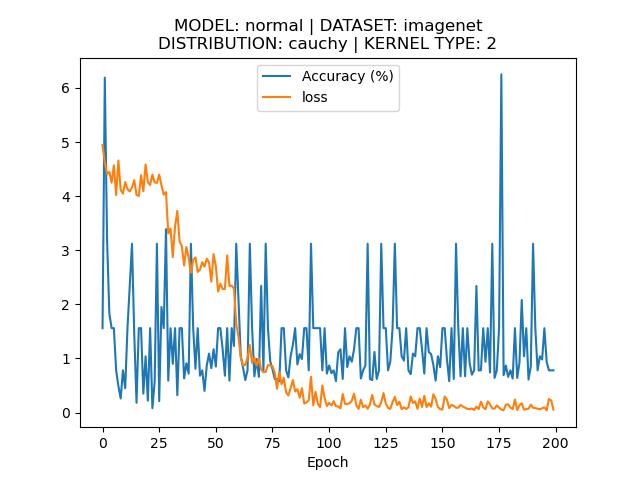 MODEL: normal | DATASET: imagenet
DISTRIBUTION: cauchy | KERNEL TYPE: 2
Accuracy (%)
loss
6
5
4
3
2
1
0
0 25 50 75 100 125 150 175 200
Epoch